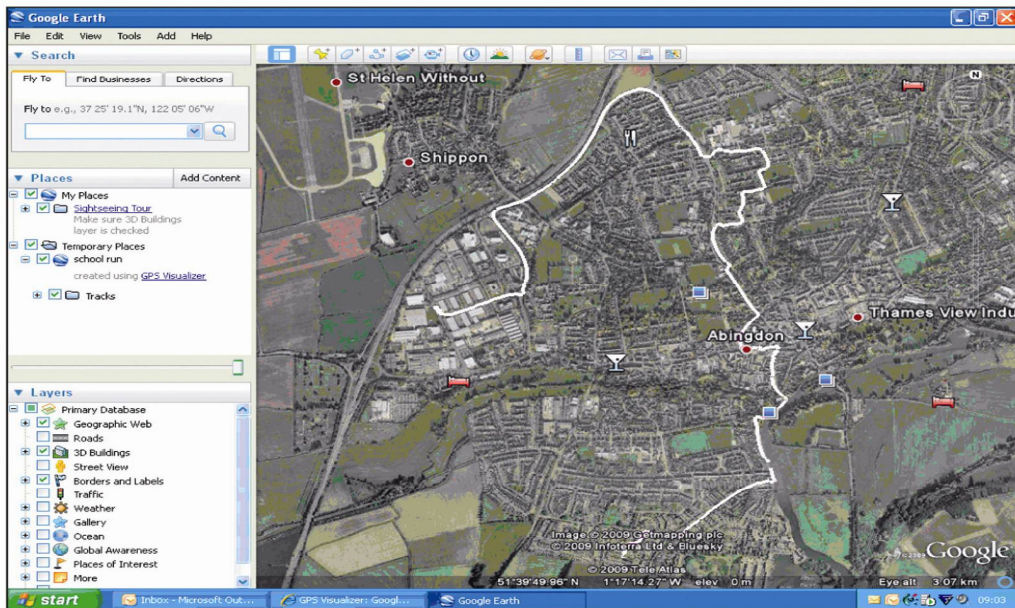 Google Earth
File Edit View Tools Add Help
Search
Fly To Find Businesses Directions
Fly to e.g., 37 25' 19.1"N, 122 05' 06"W
Places Add Content
My Places
Sightseeing Tour
Make sure 3D Buildings
layer is checked
Temporary Places
school run
created using GPS Visualizer
Tracks
Layers
Primary Database
Geographic Web
Roads
3D Buildings
Street View
Borders and Labels
Traffic
Weather
Gallery
Ocean
Global Awareness
Places of Interest
More
St Helen Without
N
Shippon
Thames View Indu
Abingdon
Image © 2009 Getmapping plc
© 2009 Infoterra Ltd & Bluesky
© 2009 Tele Atlas
Google
51°39'49.96" N 1°17'14.27" W elev 0 m Eye alt 3.07 km
start Inbox - Microsoft Out... GPS Visualizer: Googl... Google Earth 09:03